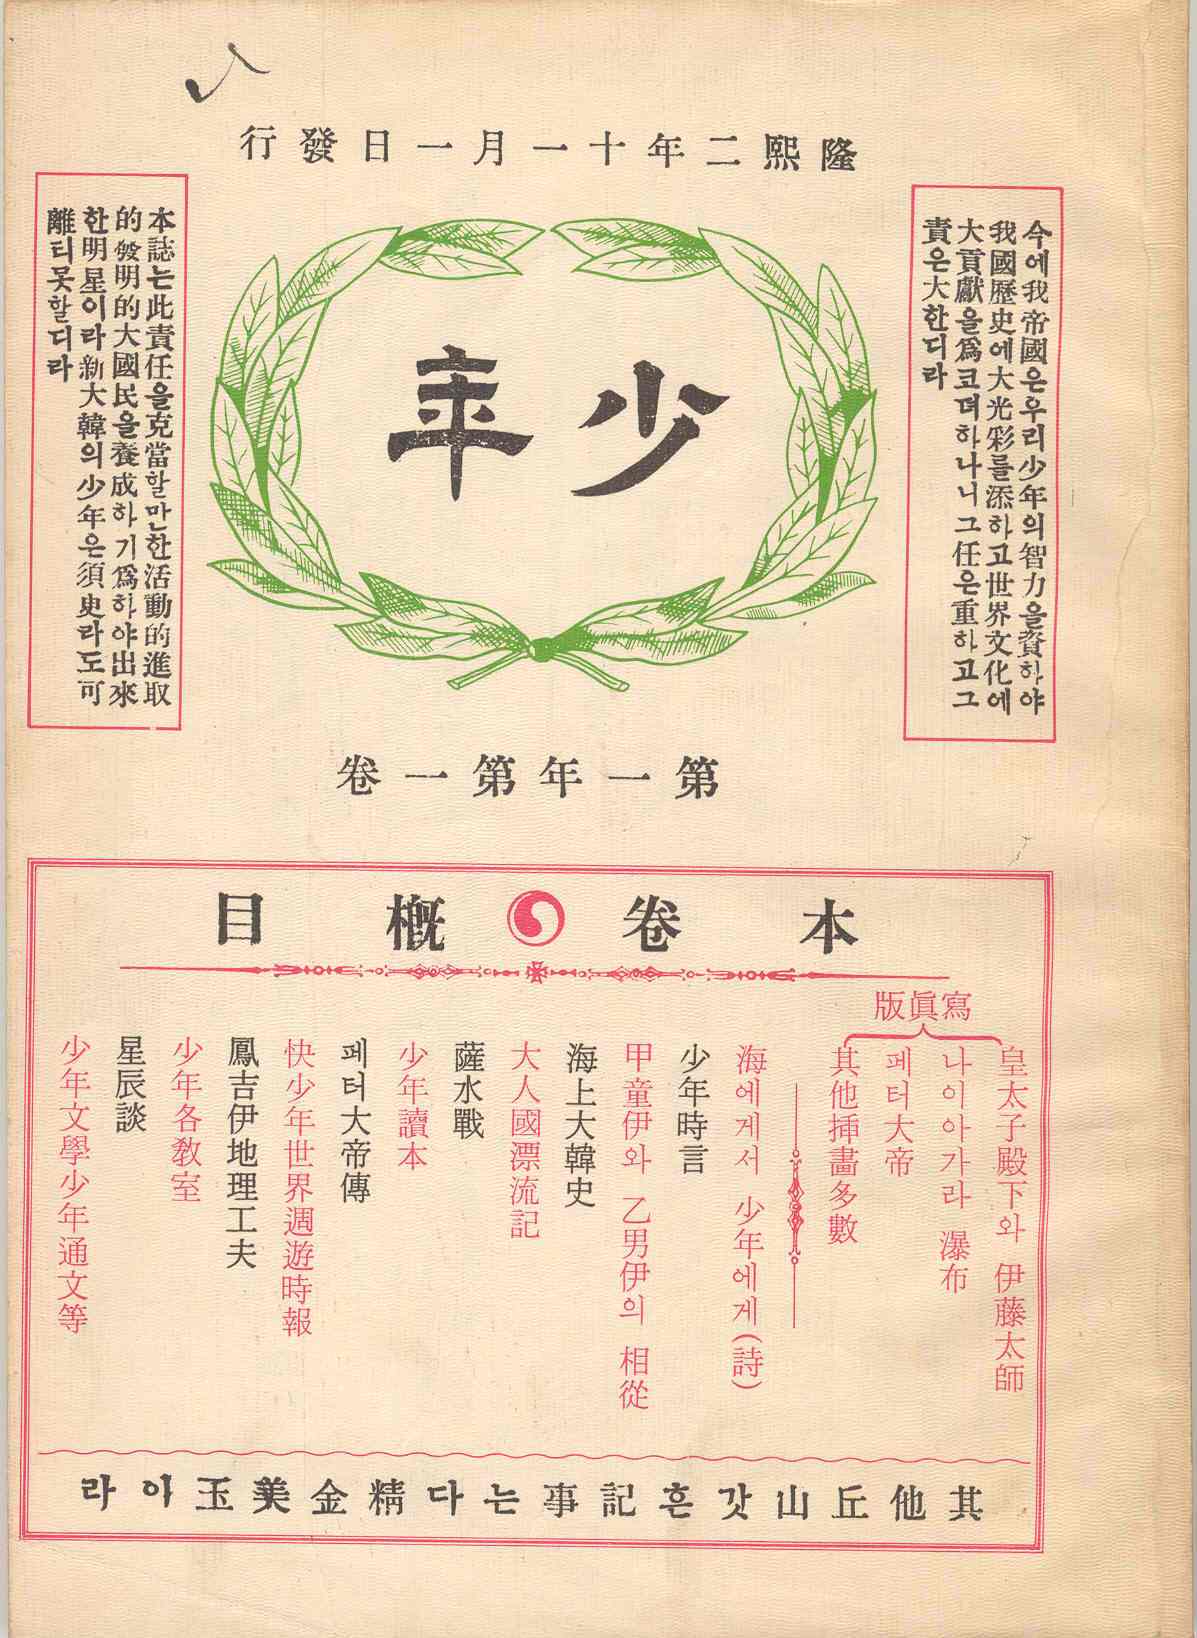 隆熙二年十一月一日發行
今에我帝國은우리少年의智力을資하야
我國歷史에大光彩를添하고世界文化에
大貢獻을爲코뎌하나니그任은重하고그
責은大한디라
少年
本誌는此責任을克當할만한活動的進取
的發明的大國民을養成하기爲하야出來
한明星이라新大韓의少年은須臾라도可
離디못할디라
第一年第一卷
本卷概目
寫眞版
皇太子殿下와 伊藤太師
나이아가라 瀑布
페터大帝
其他揷畵多數
海에게서 少年에게(詩)
少年時言
甲童伊와 乙男伊의 相從
海上大韓史
大人國漂流記
薩水戰
少年讀本
페터大帝傳
快少年世界週遊時報
鳳吉伊地理工夫
少年各敎室
星辰談
少年文學少年通文等
其他丘山갓흔記事는다精金美玉이라